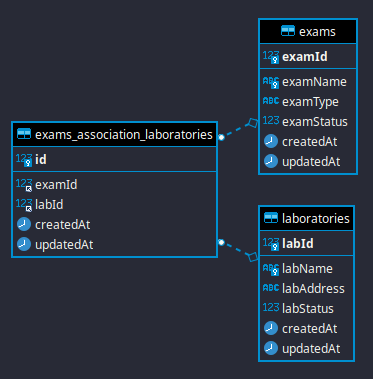 exams
123 examId
ABC examName
ABC examType
123 examStatus
createdAt
updatedAt
exams_association_laboratories
123 id
123 examId
123 labId
createdAt
updatedAt
laboratories
123 labId
ABC labName
ABC labAddress
123 labStatus
createdAt
updatedAt